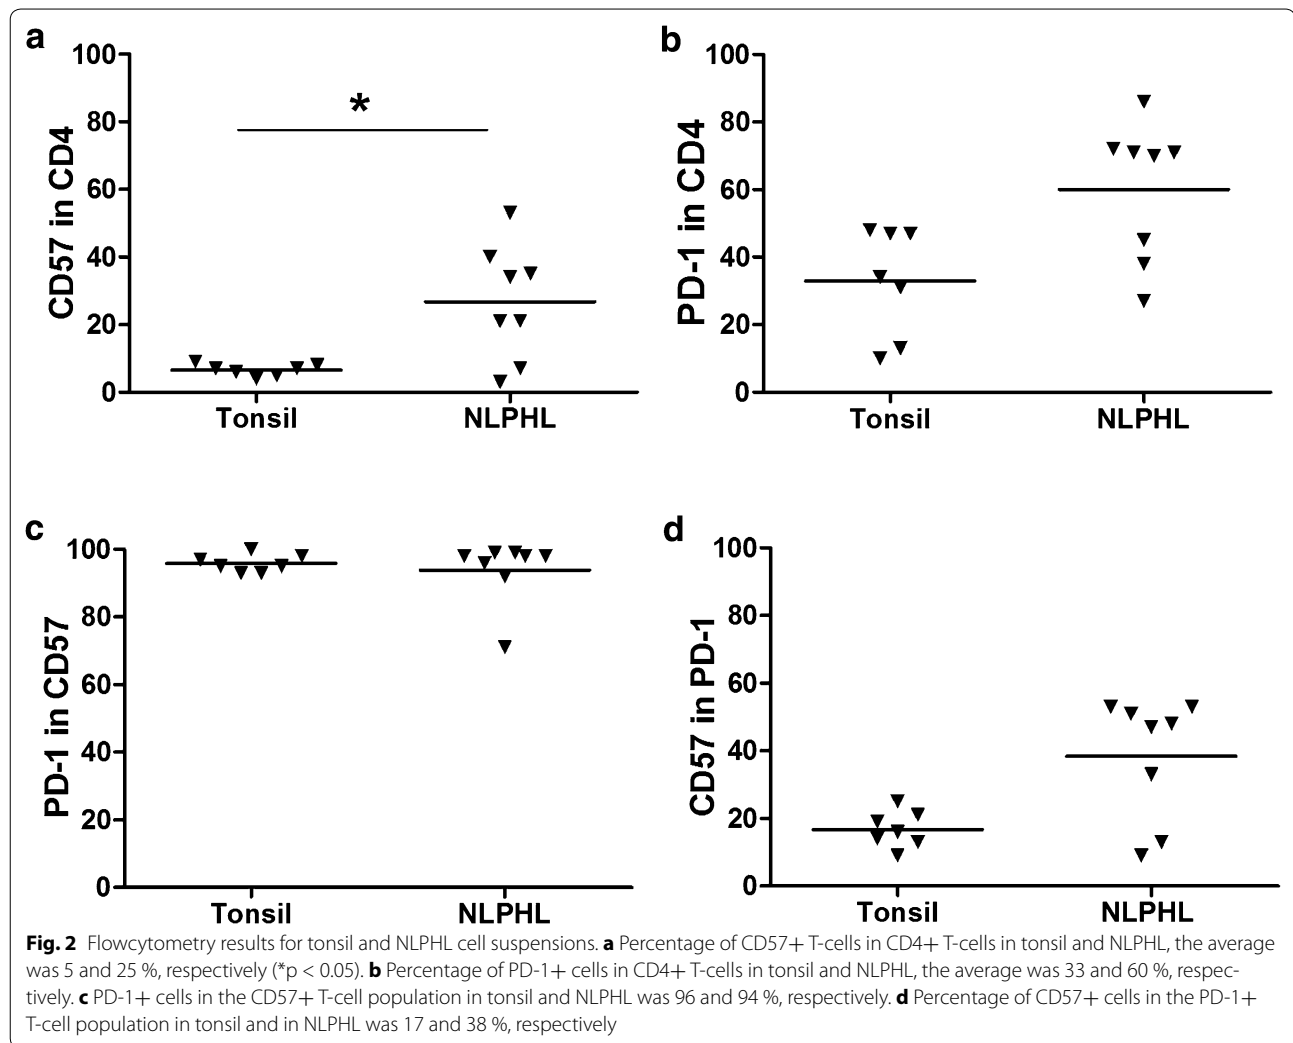 a
100
80
60
40
20
0
CD57 in CD4
*
Tonsil
NLPHL
b
100
80
60
40
20
0
PD-1 in CD4
Tonsil
NLPHL
c
100
80
60
40
20
0
PD-1 in CD57
Tonsil
NLPHL
d
100
80
60
40
20
0
CD57 in PD-1
Tonsil
NLPHL
Fig. 2 Flowcytometry results for tonsil and NLPHL cell suspensions. a Percentage of CD57+ T-cells in CD4+ T-cells in tonsil and NLPHL, the average
was 5 and 25 %, respectively (*p < 0.05). b Percentage of PD-1+ cells in CD4+ T-cells in tonsil and NLPHL, the average was 33 and 60 %, respec-
tively. c PD-1+ cells in the CD57+ T-cell population in tonsil and NLPHL was 96 and 94 %, respectively. d Percentage of CD57+ cells in the PD-1+
T-cell population in tonsil and in NLPHL was 17 and 38 %, respectively